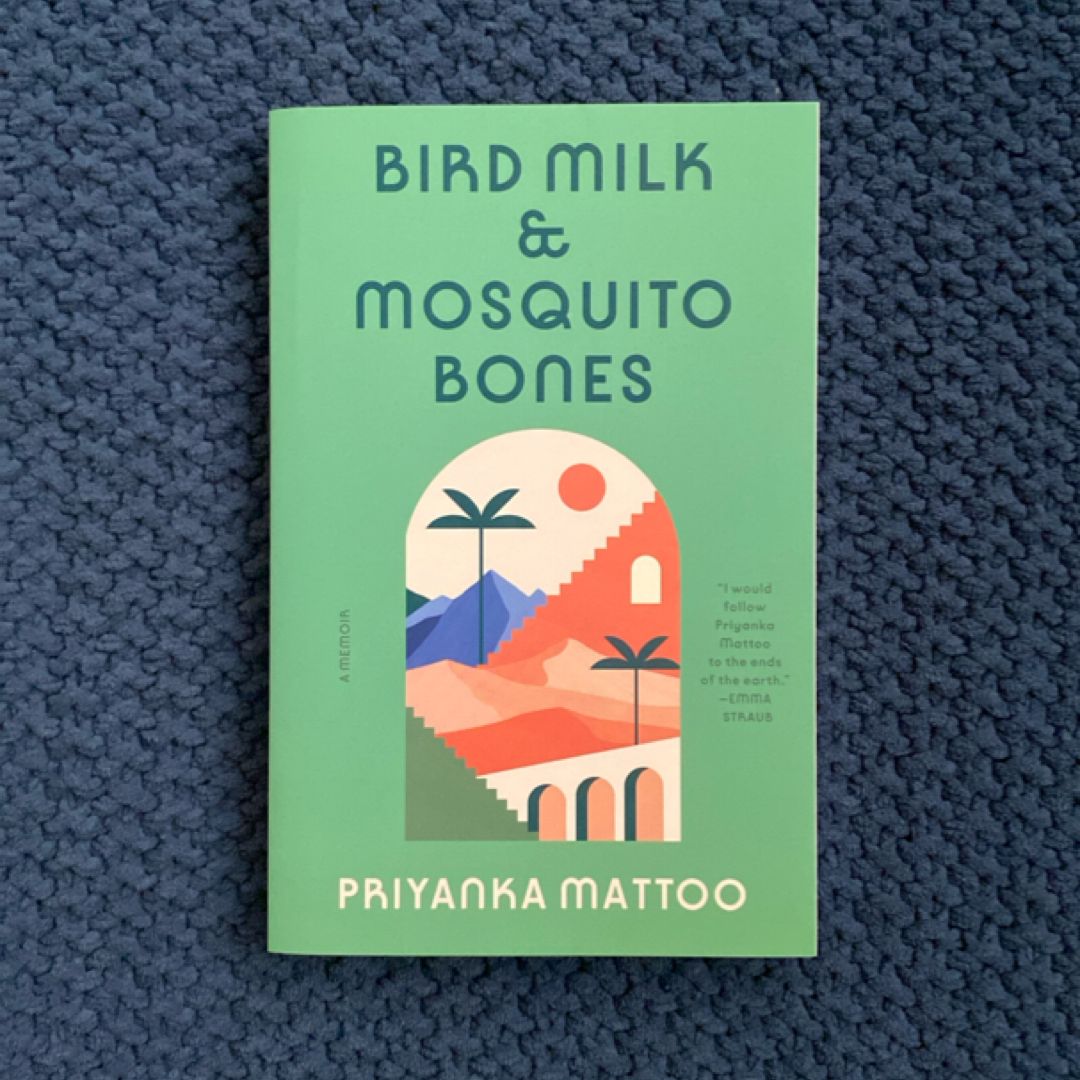 BIRD MILK
&
MOSQUITO
BONES
A MEMOIR
"I would
follow
Priyanka
Mattoo
to the ends
of the earth."
—EMMA
STRAUB
PRIYANKA MATTOO